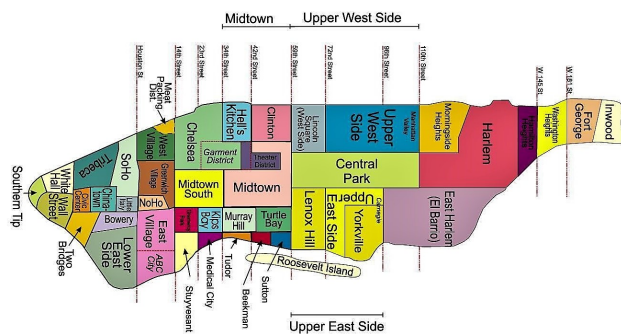 Midtown
Upper West Side
Houston St.
14th Street
23rd Street
34th Street
42nd Street
59th Street
72nd Street
96th Street
110th Street
W 145 St.
W 181 St.
Meat
Packing
Dist.
West
Village
Chelsea
Hell's
Kitchen
Clinton
Lincoln
Square
(West Side)
Upper
West
Side
Manhattan
Valley
Morningside
Heights
Harlem
Hamilton
Heights
Washington
Heights
Fort
George
Inwood
Tribeca
SoHo
Greenwich
Village
Garment
District
Theater
District
Central
Park
Southern Tip
White
Hall
Wall
Street
Civic
Center
China
town
Little
Italy
NoHo
Midtown
South
Midtown
Bowery
East
Village
ABC
City
Kips
Bay
Murray
Hill
Turtle
Bay
Lenox Hill
Upper
East Side
Carnegie
Yorkville
East Harlem
(El Barrio)
Two
Bridges
Lower
East
Side
Stuyvesant
Medical City
Tudor
Beekman
Sutton
Roosevelt Island
Upper East Side